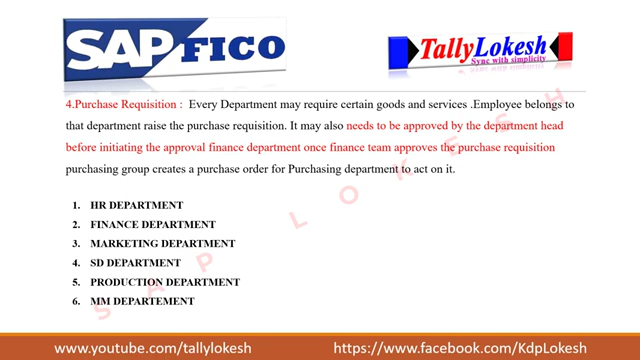 SAP FICO
TallyLokesh
Sync with simplicity
4.Purchase Requisition : Every Department may require certain goods and services .Employee belongs to
that department raise the purchase requisition. It may also needs to be approved by the department head
before initiating the approval finance department once finance team approves the purchase requisition
purchasing group creates a purchase order for Purchasing department to act on it.
1. HR DEPARTMENT
2. FINANCE DEPARTMENT
3. MARKETING DEPARTMENT
4. SD DEPARTMENT
5. PRODUCTION DEPARTMENT
6. MM DEPARTEMENT
SAP LOKESH
www.youtube.com/tallylokesh https://www.facebook.com/KdpLokesh